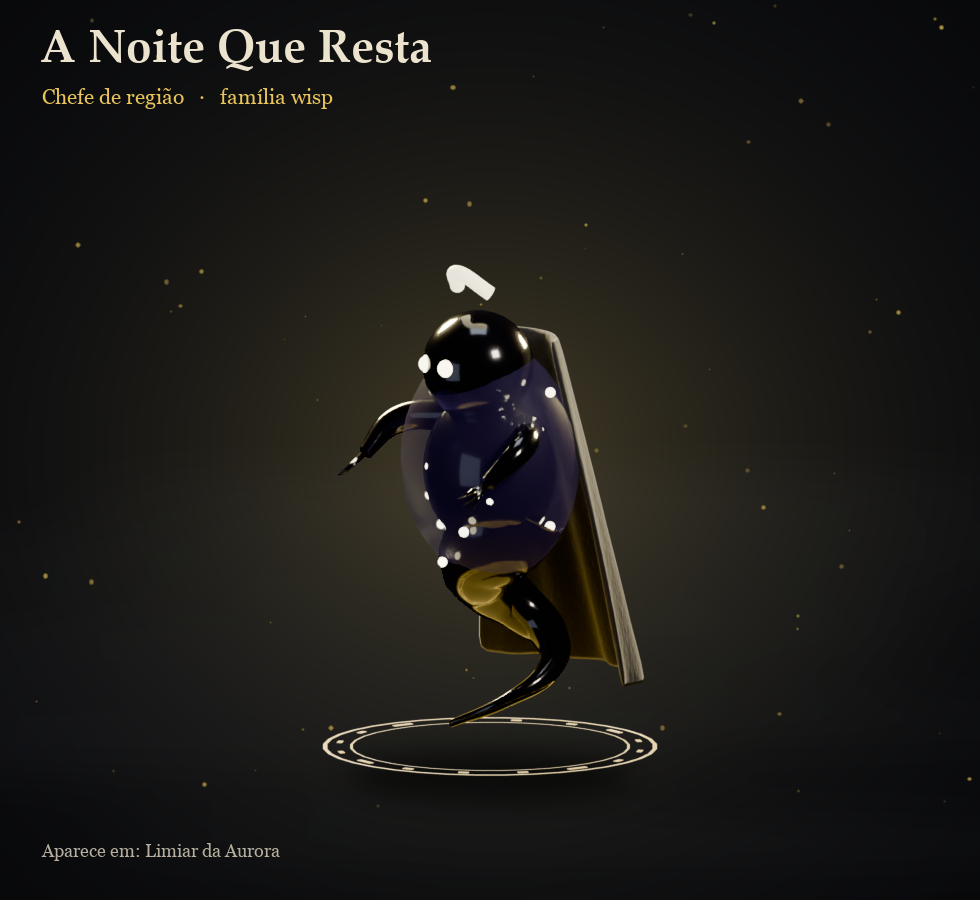 A Noite Que Resta
Chefe de região · família wisp
Aparece em: Limiar da Aurora